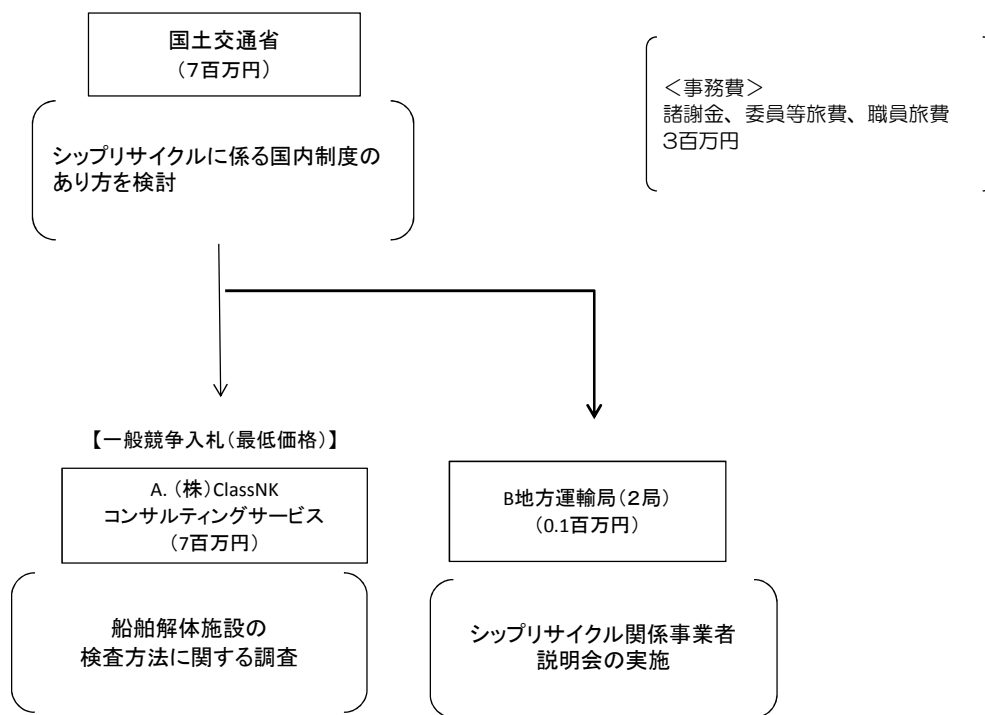 国土交通省
（７百万円）
＜事務費＞
諸謝金、委員等旅費、職員旅費
３百万円
シップリサイクルに係る国内制度の
あり方を検討
【一般競争入札（最低価格）】
A. （株）ClassNK
コンサルティングサービス
（7百万円）
B地方運輸局（２局）
（0.1百万円）
船舶解体施設の
検査方法に関する調査
シップリサイクル関係事業者
説明会の実施